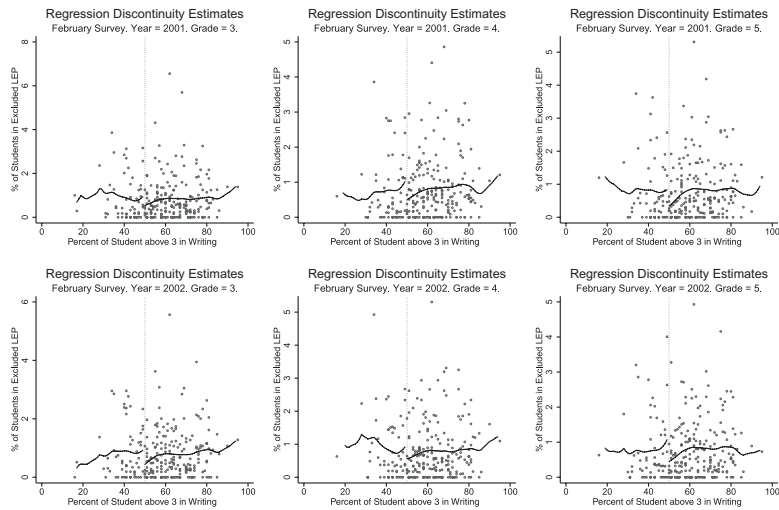 Regression Discontinuity Estimates
February Survey. Year = 2001. Grade = 3.
% of Students in Excluded LEP
8
6
4
2
0
0 20 40 60 80 100
Percent of Student above 3 in Writing
Regression Discontinuity Estimates
February Survey. Year = 2001. Grade = 4.
% of Students in Excluded LEP
5
4
3
2
1
0
0 20 40 60 80 100
Percent of Student above 3 in Writing
Regression Discontinuity Estimates
February Survey. Year = 2001. Grade = 5.
% of Students in Excluded LEP
5
4
3
2
1
0
0 20 40 60 80 100
Percent of Student above 3 in Writing
Regression Discontinuity Estimates
February Survey. Year = 2002. Grade = 3.
% of Students in Excluded LEP
6
4
2
0
0 20 40 60 80 100
Percent of Student above 3 in Writing
Regression Discontinuity Estimates
February Survey. Year = 2002. Grade = 4.
% of Students in Excluded LEP
5
4
3
2
1
0
0 20 40 60 80 100
Percent of Student above 3 in Writing
Regression Discontinuity Estimates
February Survey. Year = 2002. Grade = 5.
% of Students in Excluded LEP
5
4
3
2
1
0
0 20 40 60 80 100
Percent of Student above 3 in Writing